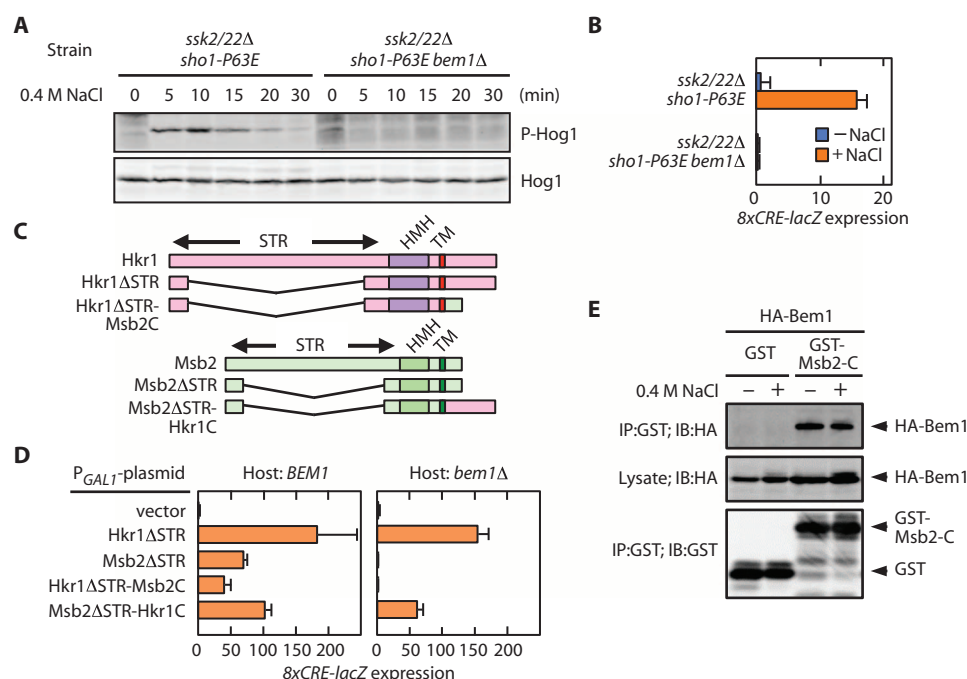 A
Strain
ssk2/22Δ
sho1-P63E
ssk2/22Δ
sho1-P63E bem1Δ
0.4 M NaCl 0 5 10 15 20 30 0 5 10 15 20 30 (min)
P-Hog1
Hog1
B
ssk2/22Δ
sho1-P63E
ssk2/22Δ
sho1-P63E bem1Δ
− NaCl
+ NaCl
0 10 20
8xCRE-lacZ expression
C
STR HMH TM
Hkr1
Hkr1ΔSTR
Hkr1ΔSTR-
Msb2C
STR HMH TM
Msb2
Msb2ΔSTR
Msb2ΔSTR-
Hkr1C
D
PGAL1-plasmid Host: BEM1 Host: bem1Δ
vector
Hkr1ΔSTR
Msb2ΔSTR
Hkr1ΔSTR-Msb2C
Msb2ΔSTR-Hkr1C
0 50 100 150 200 0 50 100 150 200
8xCRE-lacZ expression
E
HA-Bem1
GST GST-
Msb2-C
0.4 M NaCl − + − +
IP:GST; IB:HA HA-Bem1
Lysate; IB:HA HA-Bem1
IP:GST; IB:GST GST-
Msb2-C
GST